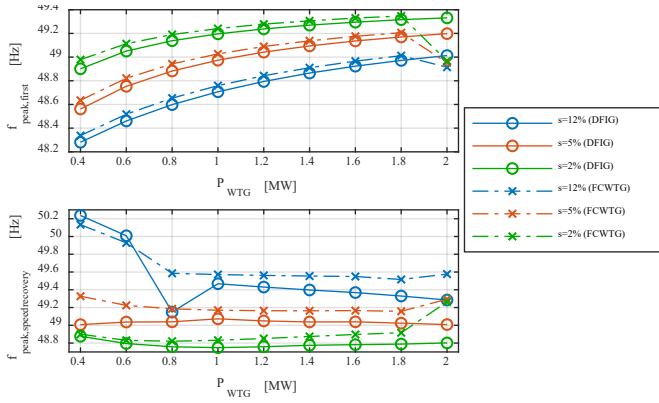 49.4
49.2
49
48.8
48.6
48.4
48.2
f peak,first [Hz]
0.4 0.6 0.8 1 1.2 1.4 1.6 1.8 2
P WTG [MW]
s=12% (DFIG)
s=5% (DFIG)
s=2% (DFIG)
s=12% (FCWTG)
s=5% (FCWTG)
s=2% (FCWTG)
50.2
50
49.6
49.4
49.2
49
48.8
f peak,speedrecovery [Hz]
0.4 0.6 0.8 1 1.2 1.4 1.6 1.8 2
P WTG [MW]